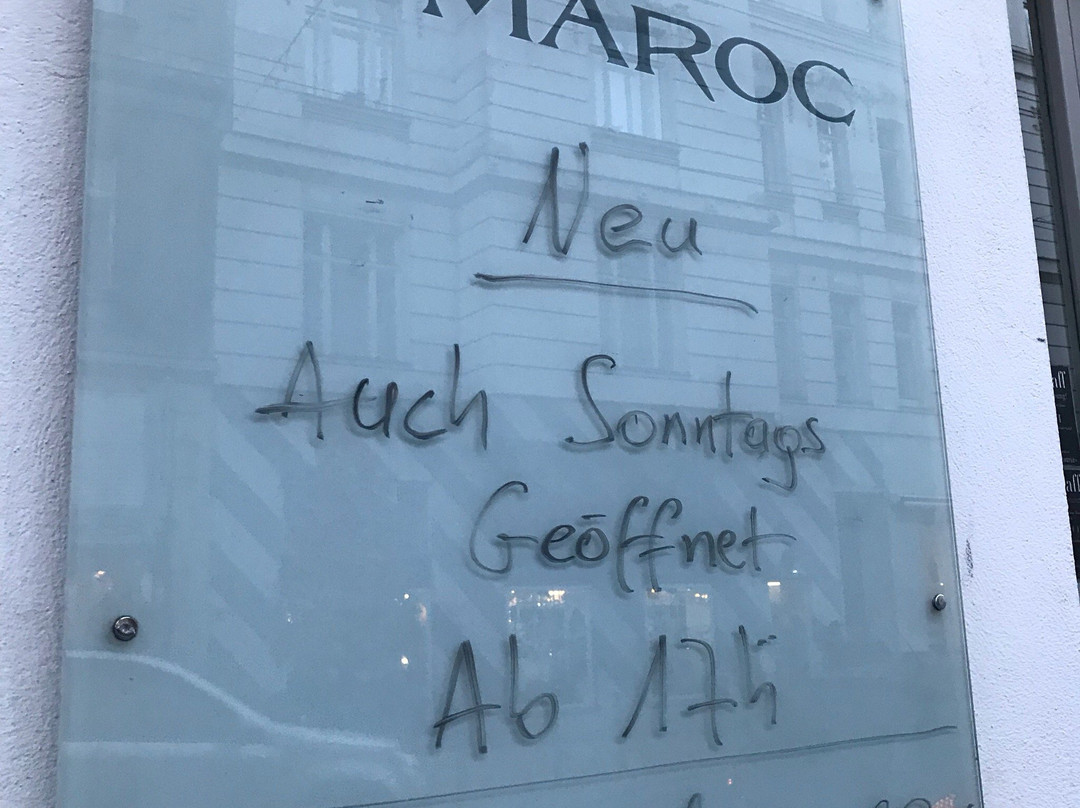 MAROC
Neu
Auch Sonntags
Geöffnet
Ab 17h